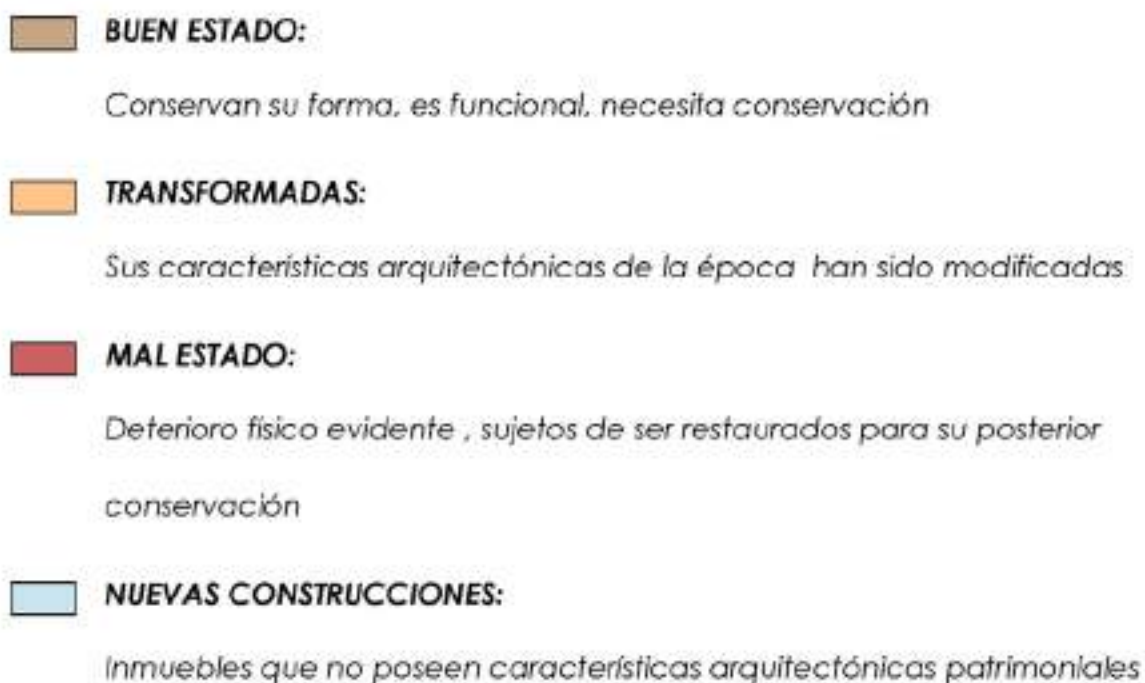 BUEN ESTADO:
Conservan su forma, es funcional, necesita conservación
TRANSFORMADAS:
Sus características arquitectónicas de la época han sido modificadas
MAL ESTADO:
Deterioro físico evidente , sujetos de ser restaurados para su posterior
conservación
NUEVAS CONSTRUCCIONES:
Inmuebles que no poseen características arquitectónicas patrimoniales